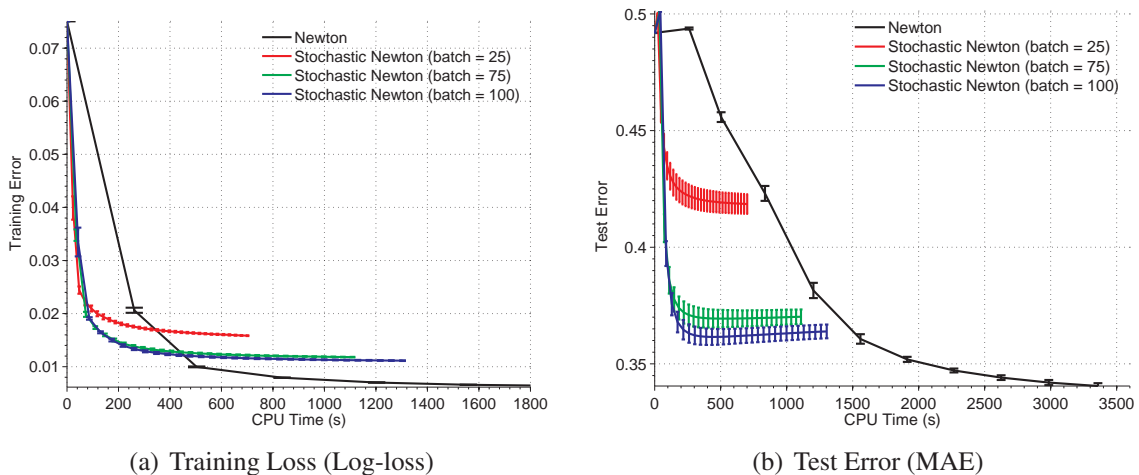 0.07
0.06
0.05
0.04
0.03
0.02
0.01
Training Error
0 200 400 600 800 1000 1200 1400 1600 1800
CPU Time (s)
Newton
Stochastic Newton (batch = 25)
Stochastic Newton (batch = 75)
Stochastic Newton (batch = 100)
(a) Training Loss (Log-loss)
0.5
0.45
0.4
0.35
Test Error
0 500 1000 1500 2000 2500 3000 3500
CPU Time (s)
Newton
Stochastic Newton (batch = 25)
Stochastic Newton (batch = 75)
Stochastic Newton (batch = 100)
(b) Test Error (MAE)